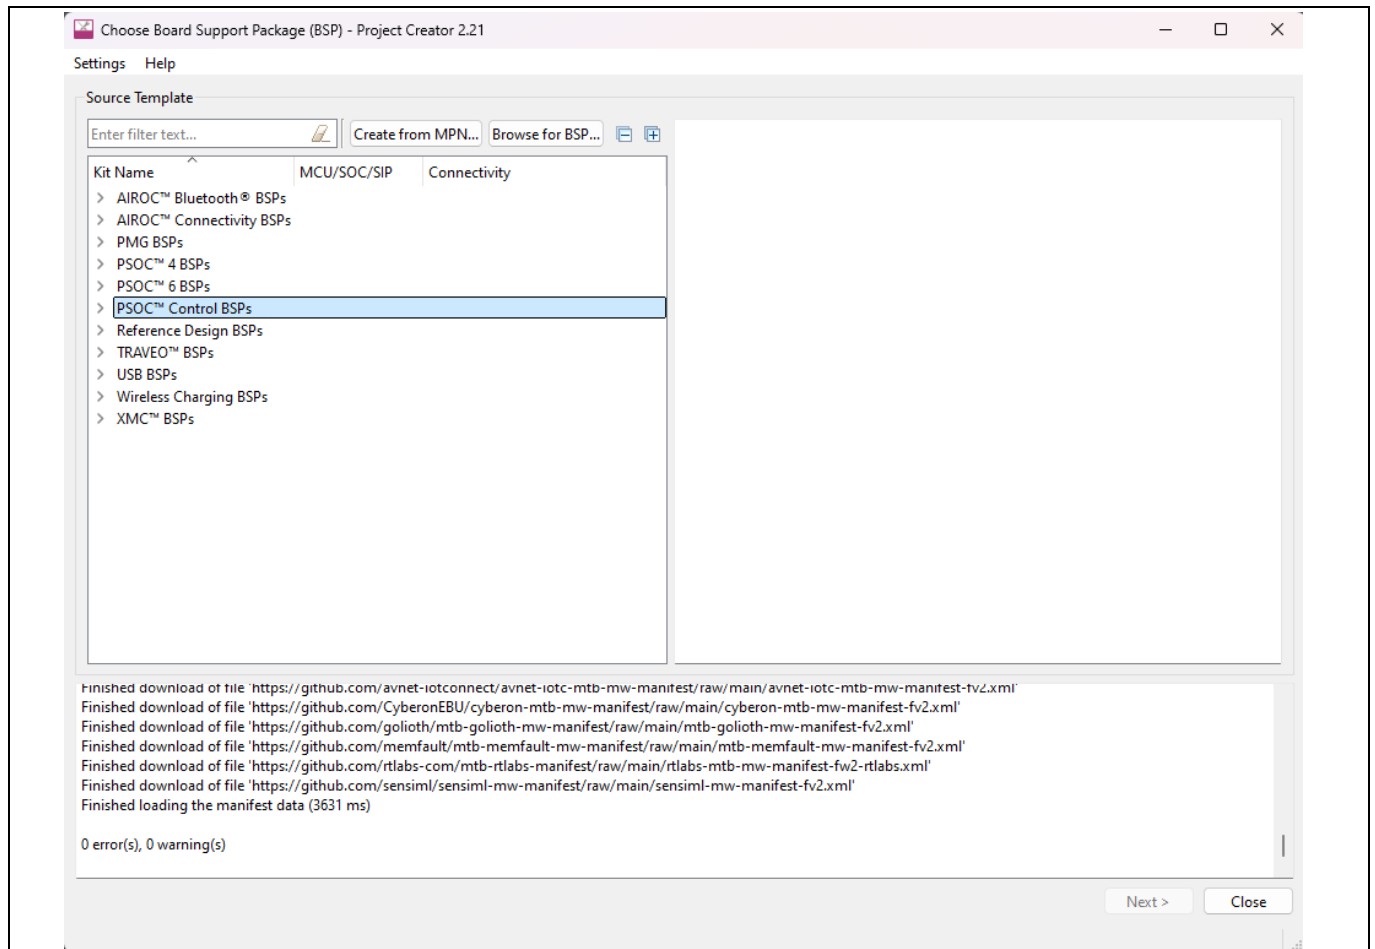 Choose Board Support Package (BSP) - Project Creator 2.21
Settings Help
Source Template
Enter filter text...
Create from MPN... Browse for BSP...
Kit Name MCU/SOC/SIP Connectivity
AIROC™ Bluetooth® BSPs
AIROC™ Connectivity BSPs
PMG BSPs
PSOC™ 4 BSPs
PSOC™ 6 BSPs
PSOC™ Control BSPs
Reference Design BSPs
TRAVEO™ BSPs
USB BSPs
Wireless Charging BSPs
XMC™ BSPs
Finished download of file 'https://github.com/avnet-iotconnect/avnet-iotc-mtb-mw-manifest/raw/main/avnet-iotc-mtb-mw-manifest-fv2.xml'
Finished download of file 'https://github.com/CyberonEBU/cyberon-mtb-mw-manifest/raw/main/cyberon-mtb-mw-manifest-fv2.xml'
Finished download of file 'https://github.com/golioth/mtb-golioth-mw-manifest/raw/main/mtb-golioth-mw-manifest-fv2.xml'
Finished download of file 'https://github.com/memfault/mtb-memfault-mw-manifest/raw/main/mtb-memfault-mw-manifest-fv2.xml'
Finished download of file 'https://github.com/rtlabs-com/mtb-rtlabs-manifest/raw/main/rtlabs-mtb-mw-manifest-fw2-rtlabs.xml'
Finished download of file 'https://github.com/sensiml/sensiml-mw-manifest/raw/main/sensiml-mw-manifest-fv2.xml'
Finished loading the manifest data (3631 ms)
0 error(s), 0 warning(s)
Next > Close